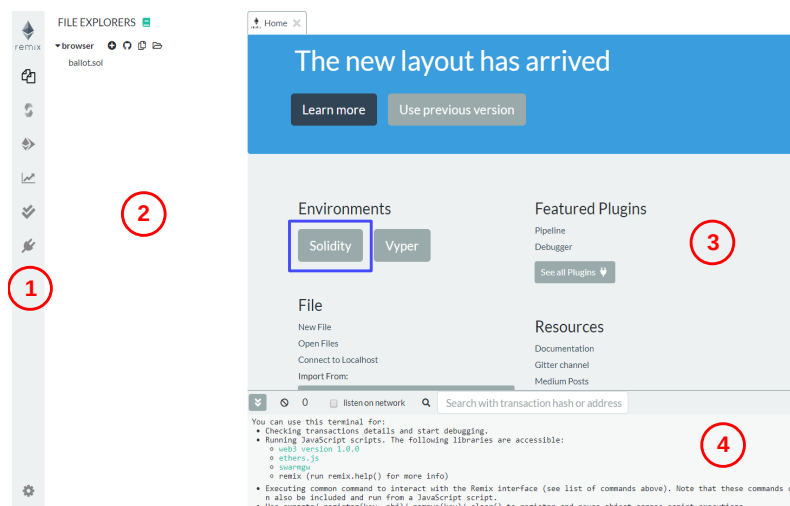 remix
FILE EXPLORERS
browser
ballot.sol
1
2
Home
The new layout has arrived
Learn more
Use previous version
Environments
Solidity
Vyper
File
New File
Open Files
Connect to Localhost
Import From:
Featured Plugins
Pipeline
Debugger
See all Plugins
3
Resources
Documentation
Gitter channel
Medium Posts
0
listen on network
Search with transaction hash or address
You can use this terminal for:
• Checking transactions details and start debugging.
• Running JavaScript scripts. The following libraries are accessible:
web3 version 1.0.0
ethers.js
swarmgw
remix (run remix.help() for more info)
• Executing common command to interact with the Remix interface (see list of commands above). Note that these commands
n also be included and run from a JavaScript script.
4